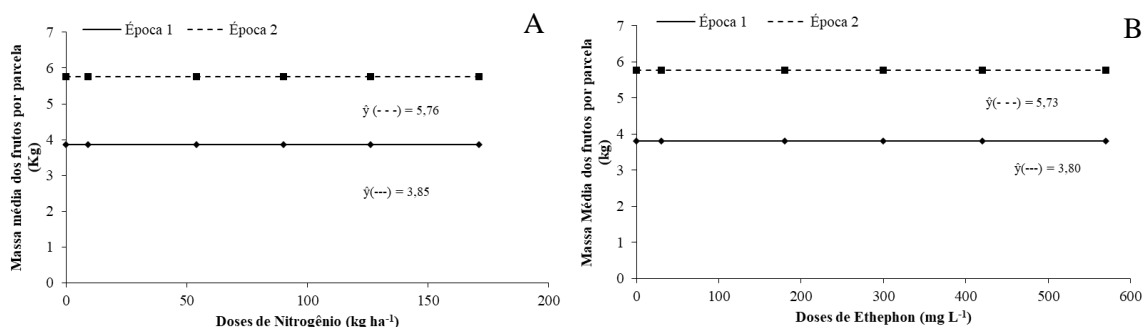 Época 1 Época 2
A
Massa média dos frutos por parcela
(Kg)
7
6
5
4
3
2
1
0
ŷ (- - -) = 5,76
ŷ(---) = 3,85
0 50 100 150 200
Doses de Nitrogênio (kg ha-1)
Época 1 Época 2
B
Massa Média dos frutos por parcela
(kg)
7
6
5
4
3
2
1
0
ŷ(- - -) = 5,73
ŷ(---) = 3,80
0 100 200 300 400 500 600
Doses de Ethephon (mg L-1)